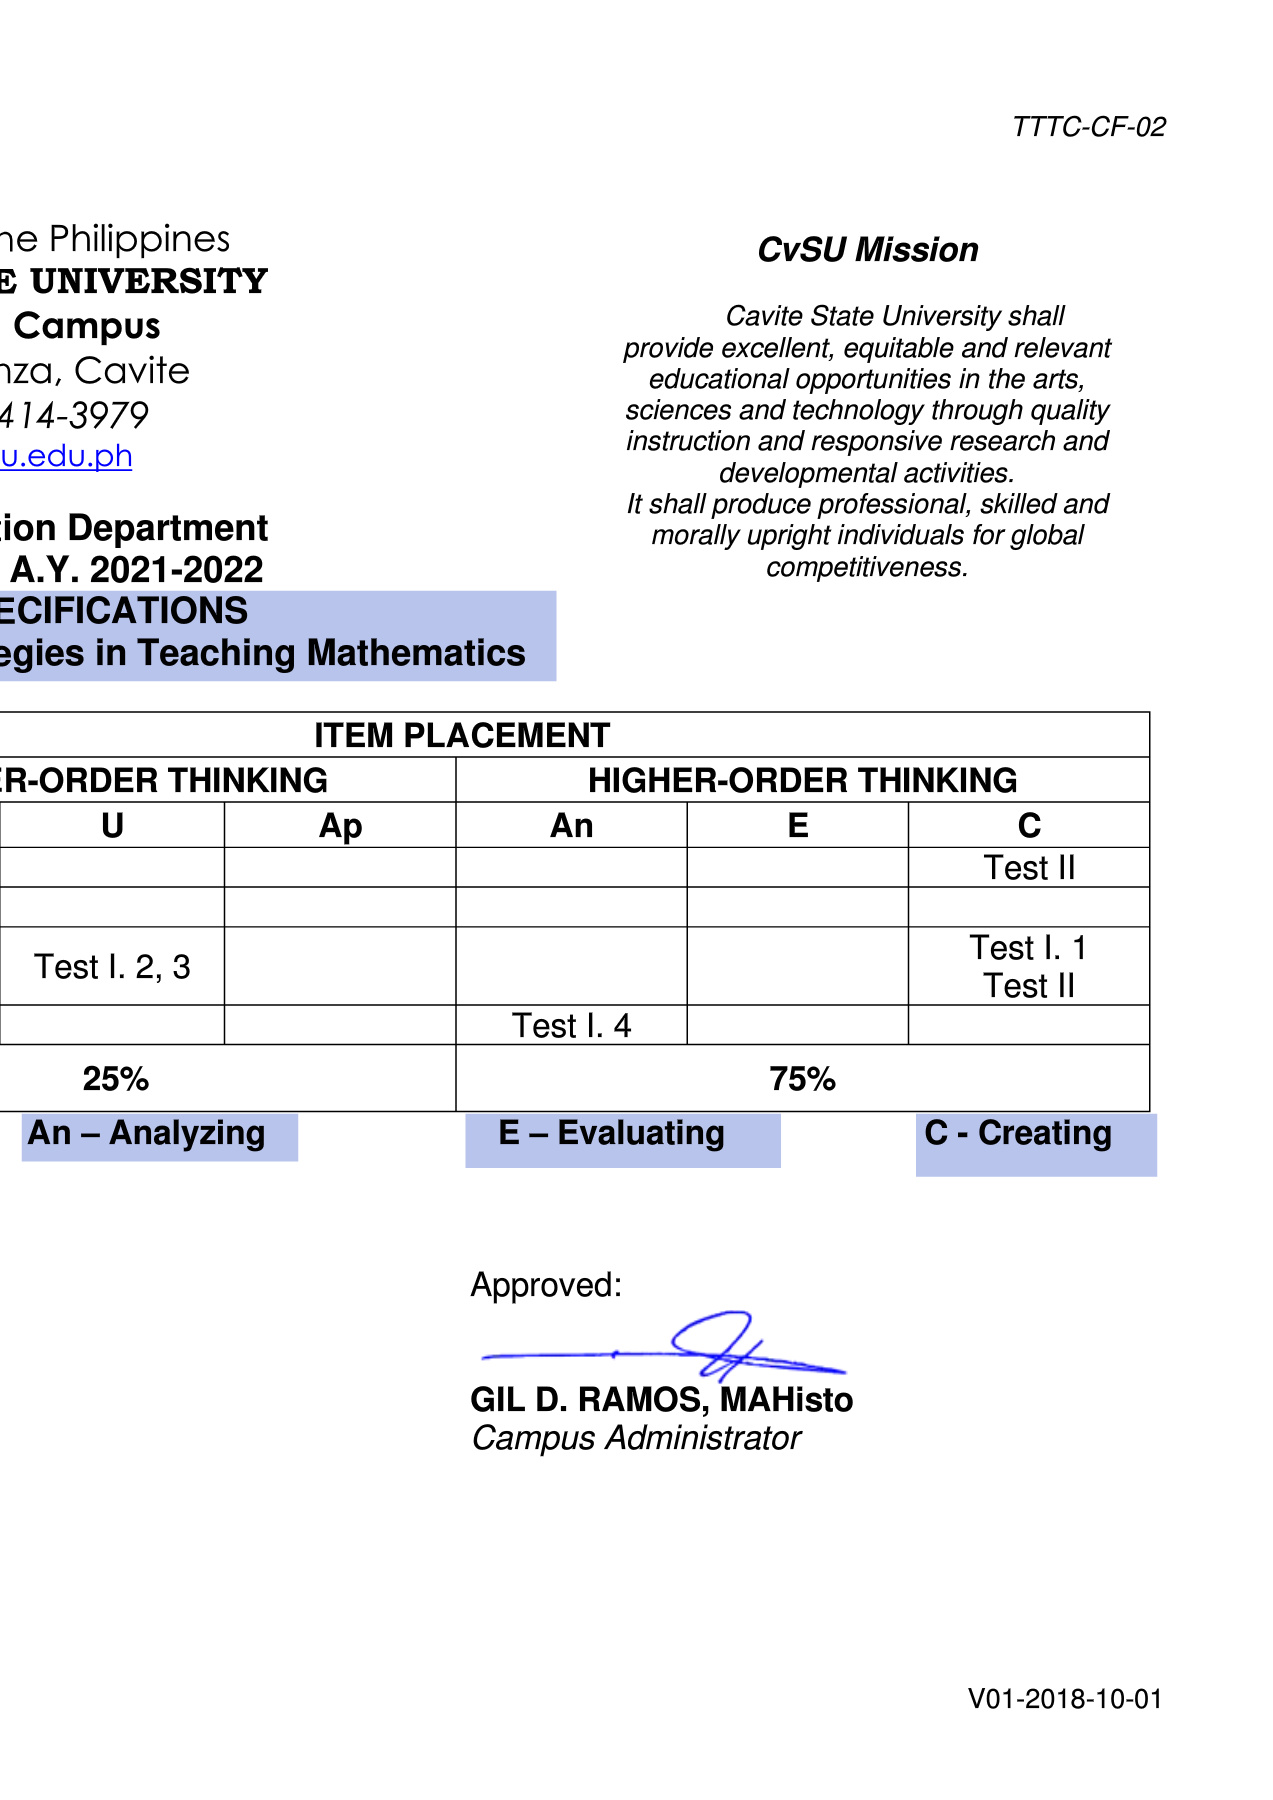 TTTC-CF-02
he Philippines
E UNIVERSITY
Campus
nza, Cavite
414-3979
u.edu.ph
tion Department
A.Y. 2021-2022
ECIFICATIONS
egies in Teaching Mathematics
CvSU Mission
Cavite State University shall
provide excellent, equitable and relevant
educational opportunities in the arts,
sciences and technology through quality
instruction and responsive research and
developmental activities.
It shall produce professional, skilled and
morally upright individuals for global
competitiveness.
ITEM PLACEMENT
ER-ORDER THINKING HIGHER-ORDER THINKING
U Ap An E C
Test II
Test I. 2, 3 Test I. 1
Test II
Test I. 4
25% 75%
An – Analyzing E – Evaluating C - Creating
Approved:
GIL D. RAMOS, MAHisto
Campus Administrator
V01-2018-10-01